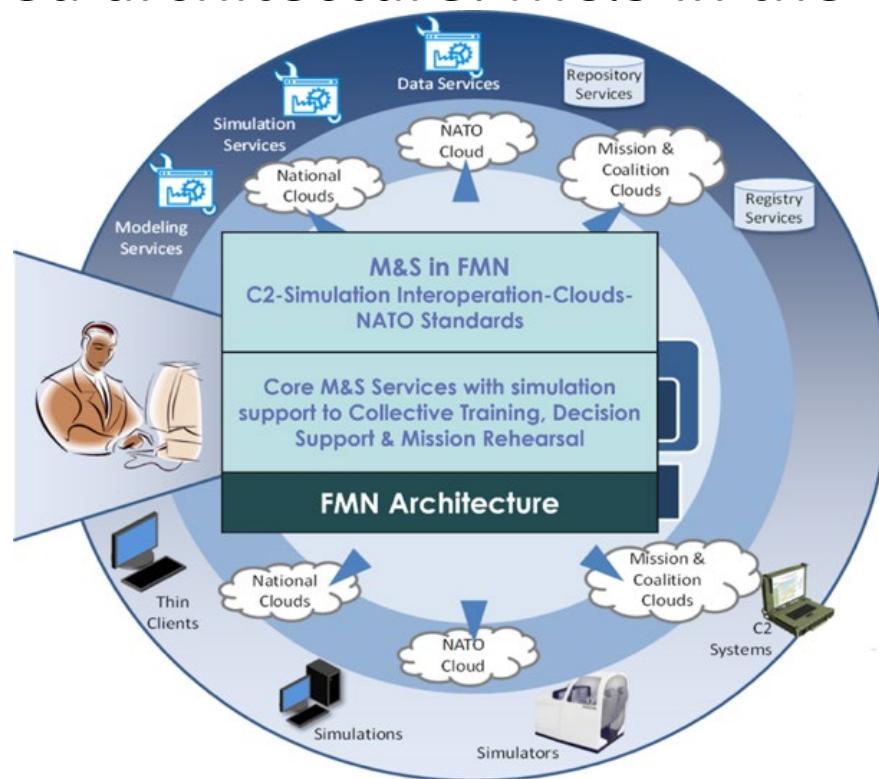 Data Services
Repository
Services
Simulation
Services
NATO
Cloud
Mission &
Coalition
Clouds
National
Clouds
Registry
Services
Modeling
Services
M&S in FMN
C2-Simulation Interoperation-Clouds-
NATO Standards
Core M&S Services with simulation
support to Collective Training, Decision
Support & Mission Rehearsal
FMN Architecture
National
Clouds
Mission &
Coalition
Clouds
Thin
Clients
C2
Systems
NATO
Cloud
Simulations
Simulators